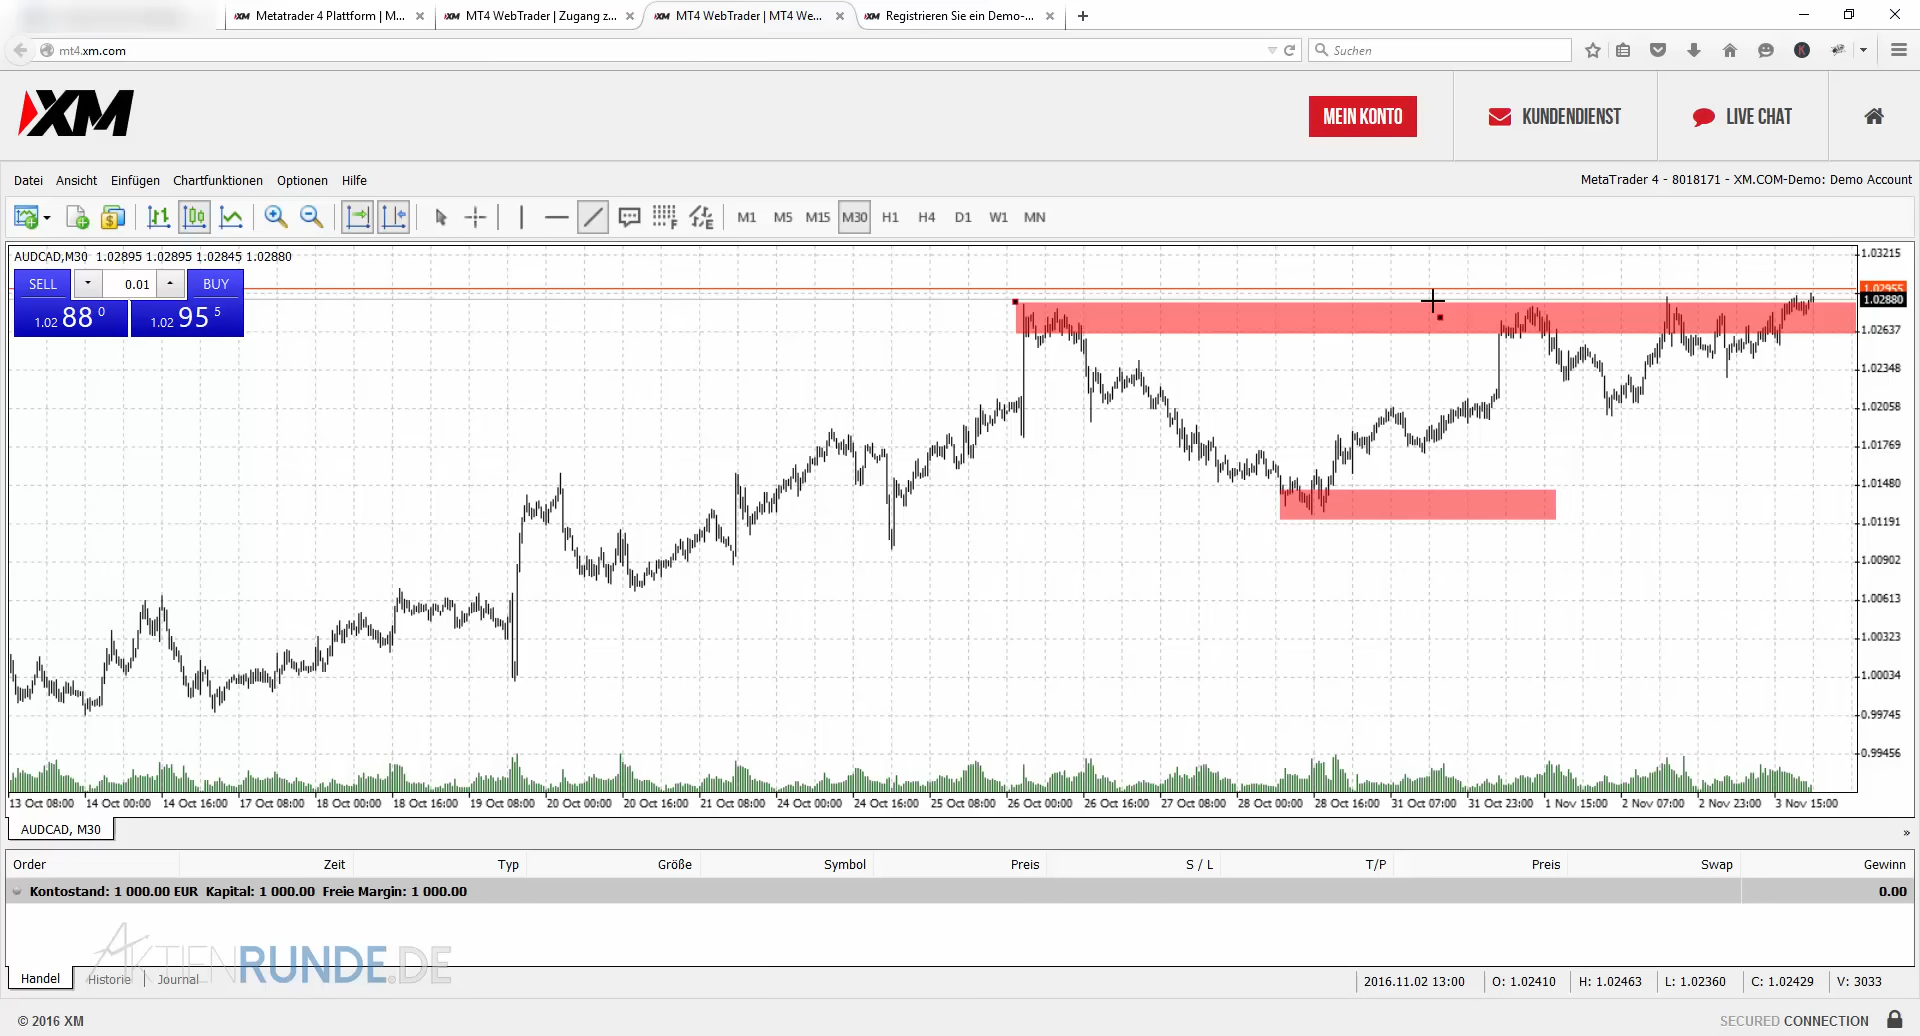 XM Metatrader 4 Plattform | M...
XM MT4 WebTrader | Zugang z...
XM MT4 WebTrader | MT4 We...
XM Registrieren Sie ein Demo-...
mt4.xm.com
Suchen
K
XM
MEIN KONTO
KUNDENDIENST
LIVE CHAT
Datei Ansicht Einfügen Chartfunktionen Optionen Hilfe
MetaTrader 4 - 8018171 - XM.COM-Demo: Demo Account
M1 M5 M15 M30 H1 H4 D1 W1 MN
AUDCAD,M30 1.02895 1.02895 1.02845 1.02880
SELL 0.01 BUY
1.02 88 0 1.02 95 5
1.03215
1.02955
1.02880
1.02637
1.02348
1.02058
1.01769
1.01480
1.01191
1.00902
1.00613
1.00323
1.00034
0.99745
0.99456
13 Oct 08:00 14 Oct 00:00 14 Oct 16:00 17 Oct 08:00 18 Oct 00:00 18 Oct 16:00 19 Oct 08:00 20 Oct 00:00 20 Oct 16:00 21 Oct 08:00 24 Oct 00:00 24 Oct 16:00 25 Oct 08:00 26 Oct 00:00 26 Oct 16:00 27 Oct 08:00 28 Oct 00:00 28 Oct 16:00 31 Oct 07:00 31 Oct 23:00 1 Nov 15:00 2 Nov 07:00 2 Nov 23:00 3 Nov 15:00
AUDCAD, M30
»
Order Zeit Typ Größe Symbol Preis S / L T/P Preis Swap Gewinn
Kontostand: 1 000.00 EUR Kapital: 1 000.00 Freie Margin: 1 000.00 0.00
AKTIENRUNDE.DE
Handel Historie Journal
2016.11.02 13:00 O: 1.02410 H: 1.02463 L: 1.02360 C: 1.02429 V: 3033
© 2016 XM
SECURED CONNECTION